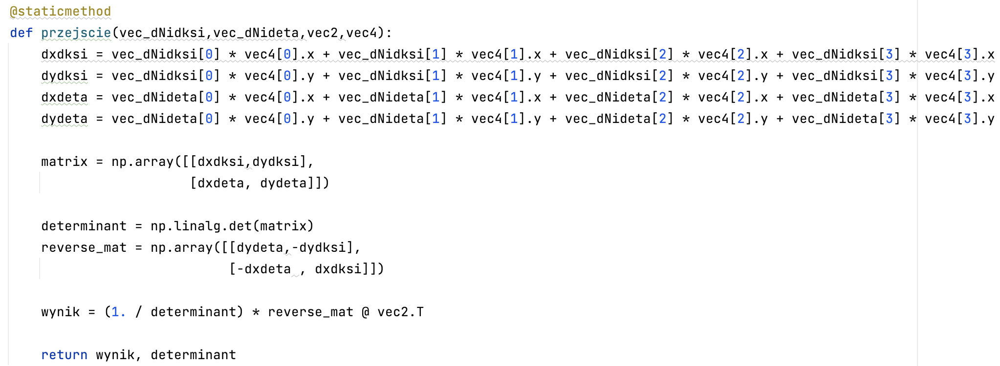 @staticmethod
def przejscie(vec_dNidksi,vec_dNideta,vec2,vec4):
    dxdksi = vec_dNidksi[0] * vec4[0].x + vec_dNidksi[1] * vec4[1].x + vec_dNidksi[2] * vec4[2].x + vec_dNidksi[3] * vec4[3].x
    dydksi = vec_dNidksi[0] * vec4[0].y + vec_dNidksi[1] * vec4[1].y + vec_dNidksi[2] * vec4[2].y + vec_dNidksi[3] * vec4[3].y
    dxdeta = vec_dNideta[0] * vec4[0].x + vec_dNideta[1] * vec4[1].x + vec_dNideta[2] * vec4[2].x + vec_dNideta[3] * vec4[3].x
    dydeta = vec_dNideta[0] * vec4[0].y + vec_dNideta[1] * vec4[1].y + vec_dNideta[2] * vec4[2].y + vec_dNideta[3] * vec4[3].y

    matrix = np.array([[dxdksi,dydksi],
                       [dxdeta, dydeta]])

    determinant = np.linalg.det(matrix)
    reverse_mat = np.array([[dydeta,-dydksi],
                            [-dxdeta , dxdksi]])

    wynik = (1. / determinant) * reverse_mat @ vec2.T

    return wynik, determinant